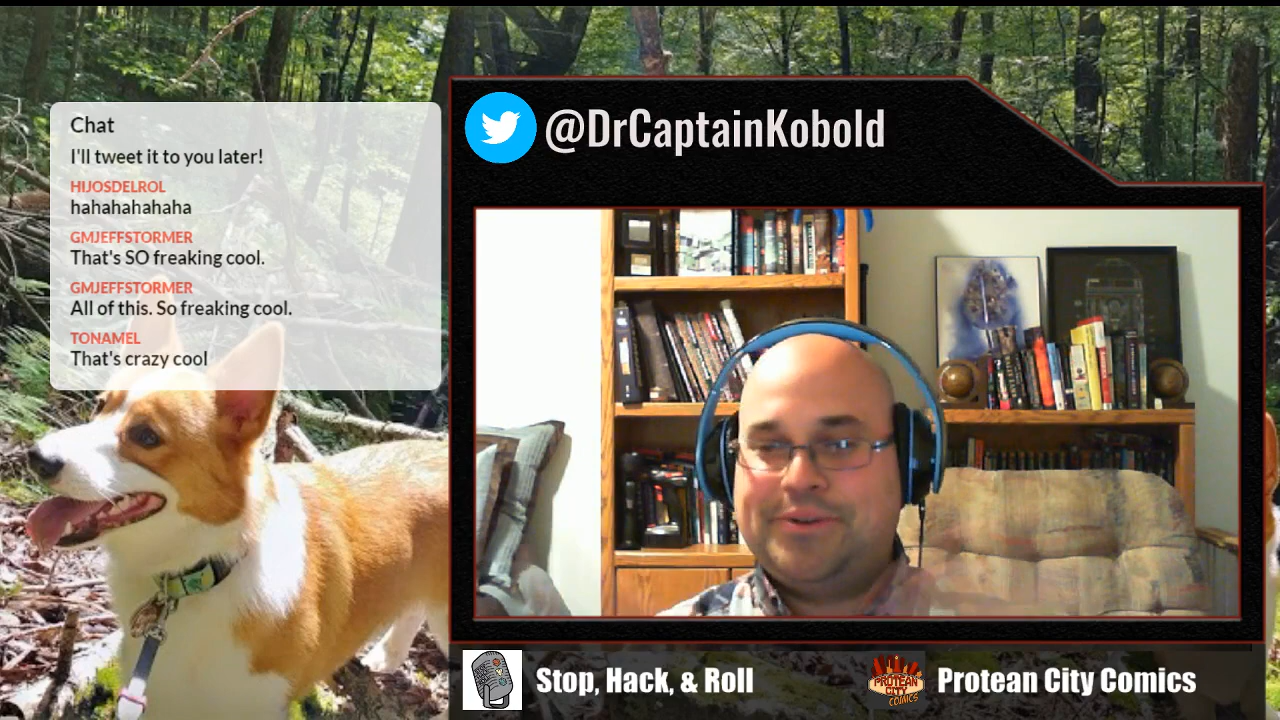 Chat
I'll tweet it to you later!
HIJOSDELROL
hahahahahaha
GMJEFFSTORMER
That's SO freaking cool.
GMJEFFSTORMER
All of this. So freaking cool.
TONAMEL
That's crazy cool
@DrCaptainKobold
Stop, Hack, & Roll
PROTEAN
CITY
COMICS
Protean City Comics